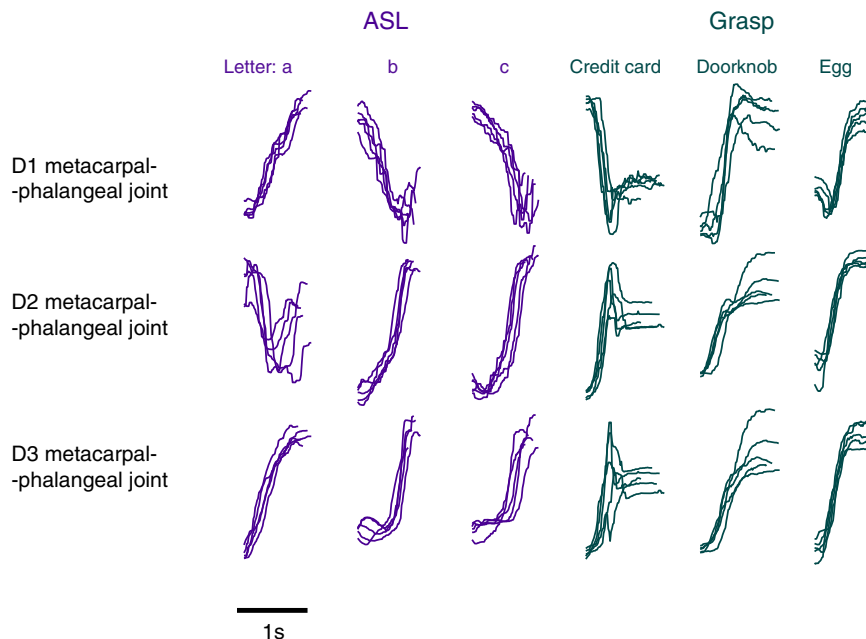 ASL Grasp
Letter: a b c Credit card Doorknob Egg
D1 metacarpal-
-phalangeal joint
D2 metacarpal-
-phalangeal joint
D3 metacarpal-
-phalangeal joint
1s